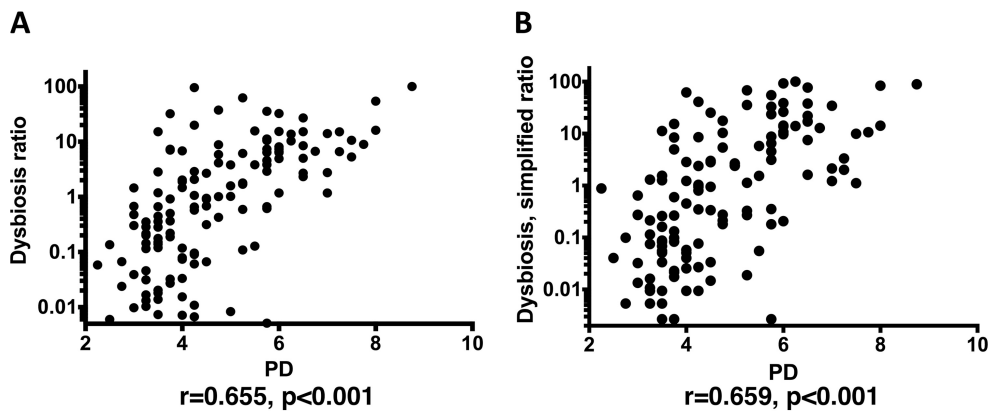 A
Dysbiosis ratio
100
10
1
0.1
0.01
2 4 6 8 10
PD
r=0.655, p<0.001
B
Dysbiosis, simplified ratio
100
10
1
0.1
0.01
2 4 6 8 10
PD
r=0.659, p<0.001